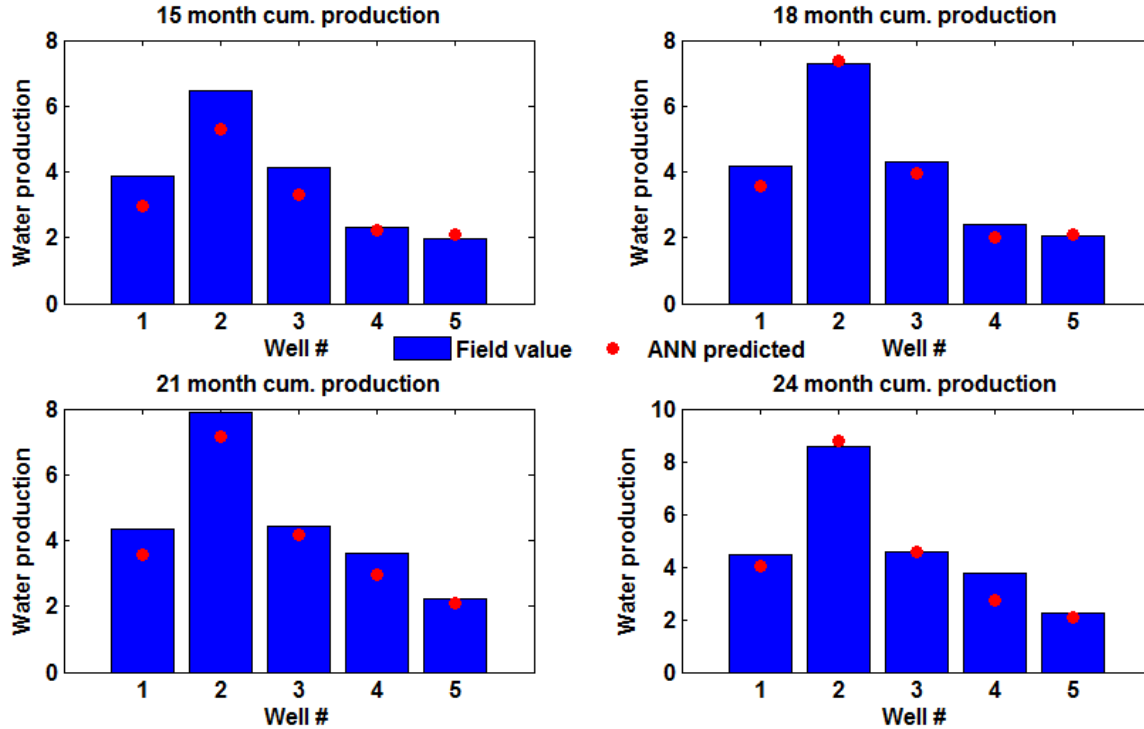 15 month cum. production
Water production
8
6
4
2
0
1 2 3 4 5
Well #
18 month cum. production
Water production
8
6
4
2
0
1 2 3 4 5
Well #
Field value ANN predicted
21 month cum. production
Water production
8
6
4
2
0
1 2 3 4 5
Well #
24 month cum. production
Water production
10
8
6
4
2
0
1 2 3 4 5
Well #